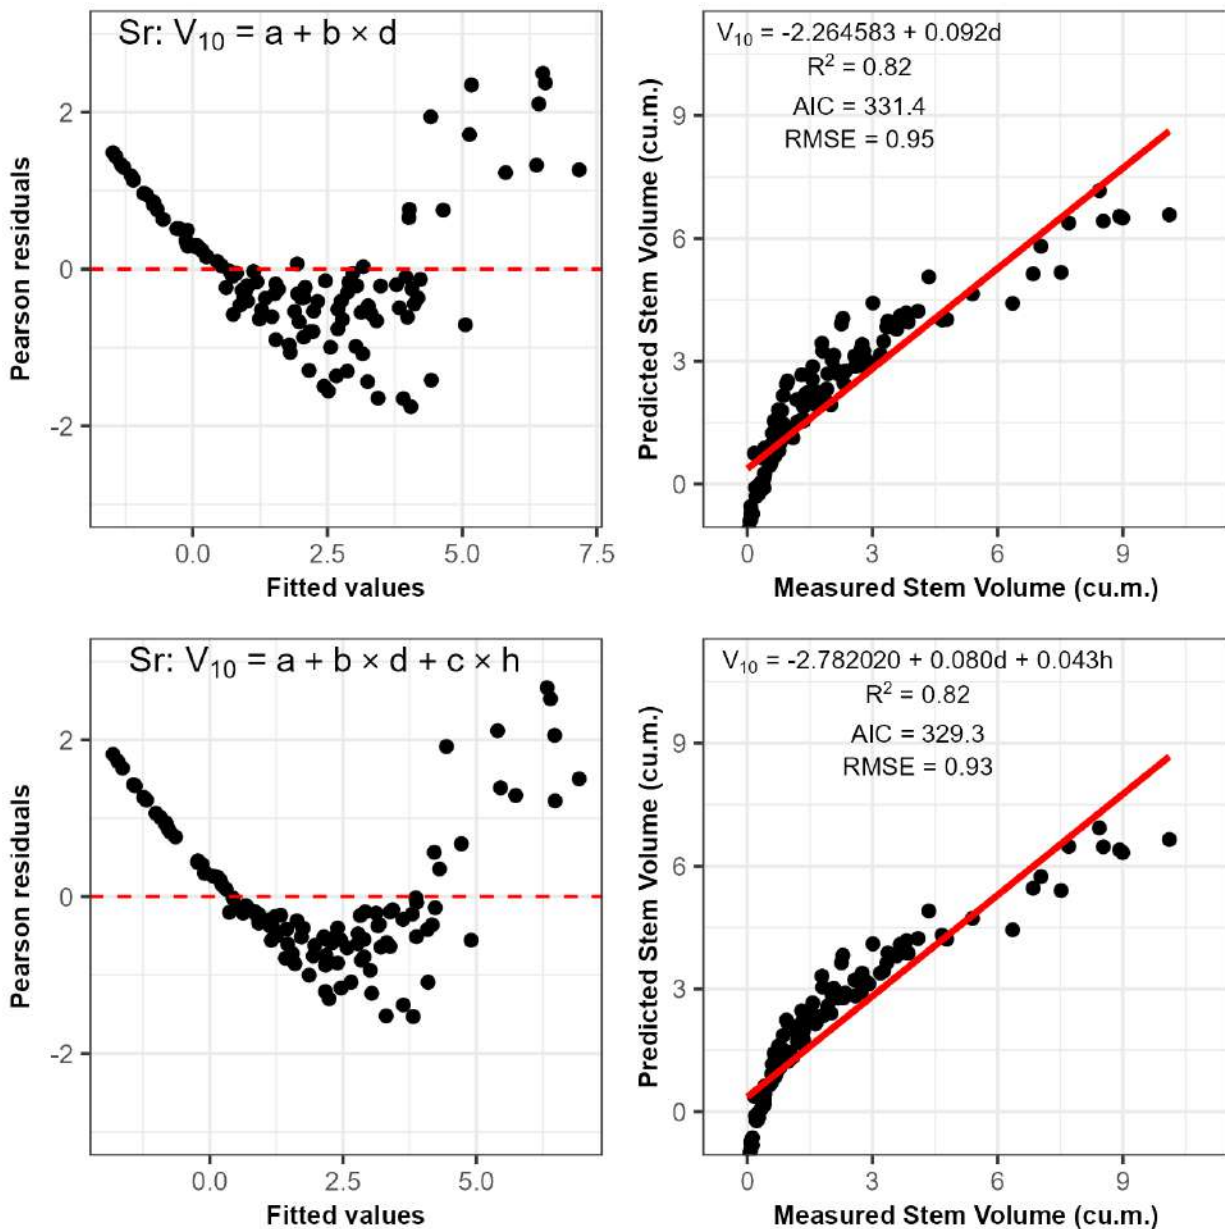 Sr: V₁₀ = a + b × d
2
0
-2
Pearson residuals
0.0 2.5 5.0 7.5
Fitted values
V₁₀ = -2.264583 + 0.092d
R² = 0.82
AIC = 331.4
RMSE = 0.95
9
6
3
0
Predicted Stem Volume (cu.m.)
0 3 6 9
Measured Stem Volume (cu.m.)
Sr: V₁₀ = a + b × d + c × h
2
0
-2
Pearson residuals
0.0 2.5 5.0
Fitted values
V₁₀ = -2.782020 + 0.080d + 0.043h
R² = 0.82
AIC = 329.3
RMSE = 0.93
9
6
3
0
Predicted Stem Volume (cu.m.)
0 3 6 9
Measured Stem Volume (cu.m.)